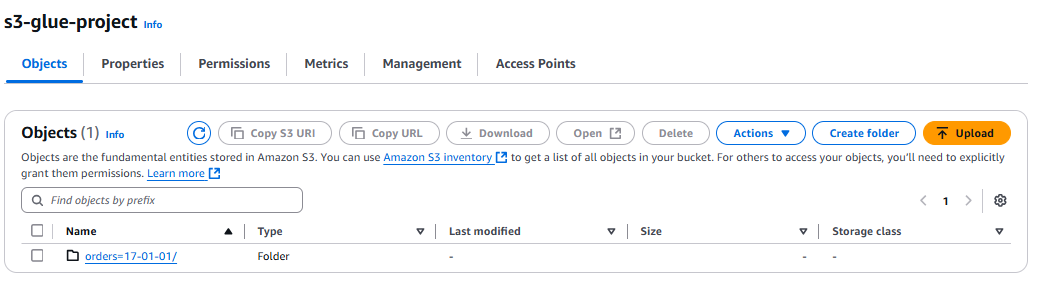 s3-glue-project Info
Objects Properties Permissions Metrics Management Access Points
Objects (1) Info Copy S3 URI Copy URL Download Open Delete Actions Create folder Upload
Objects are the fundamental entities stored in Amazon S3. You can use Amazon S3 inventory to get a list of all objects in your bucket. For others to access your objects, you'll need to explicitly
grant them permissions. Learn more
Find objects by prefix 1
Name Type Last modified Size Storage class
orders=17-01-01/ Folder - - -